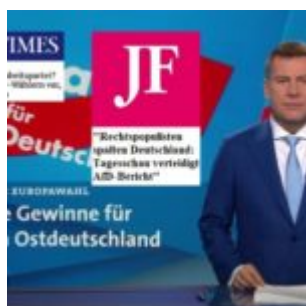 TIMES
JF
für
Deutsc
"Rechtspopulisten
spalten Deutschland:
Tagesschau verteidigt
AfD-Bericht"
EUROPAWAHL
e Gewinne für
Ostdeutschland